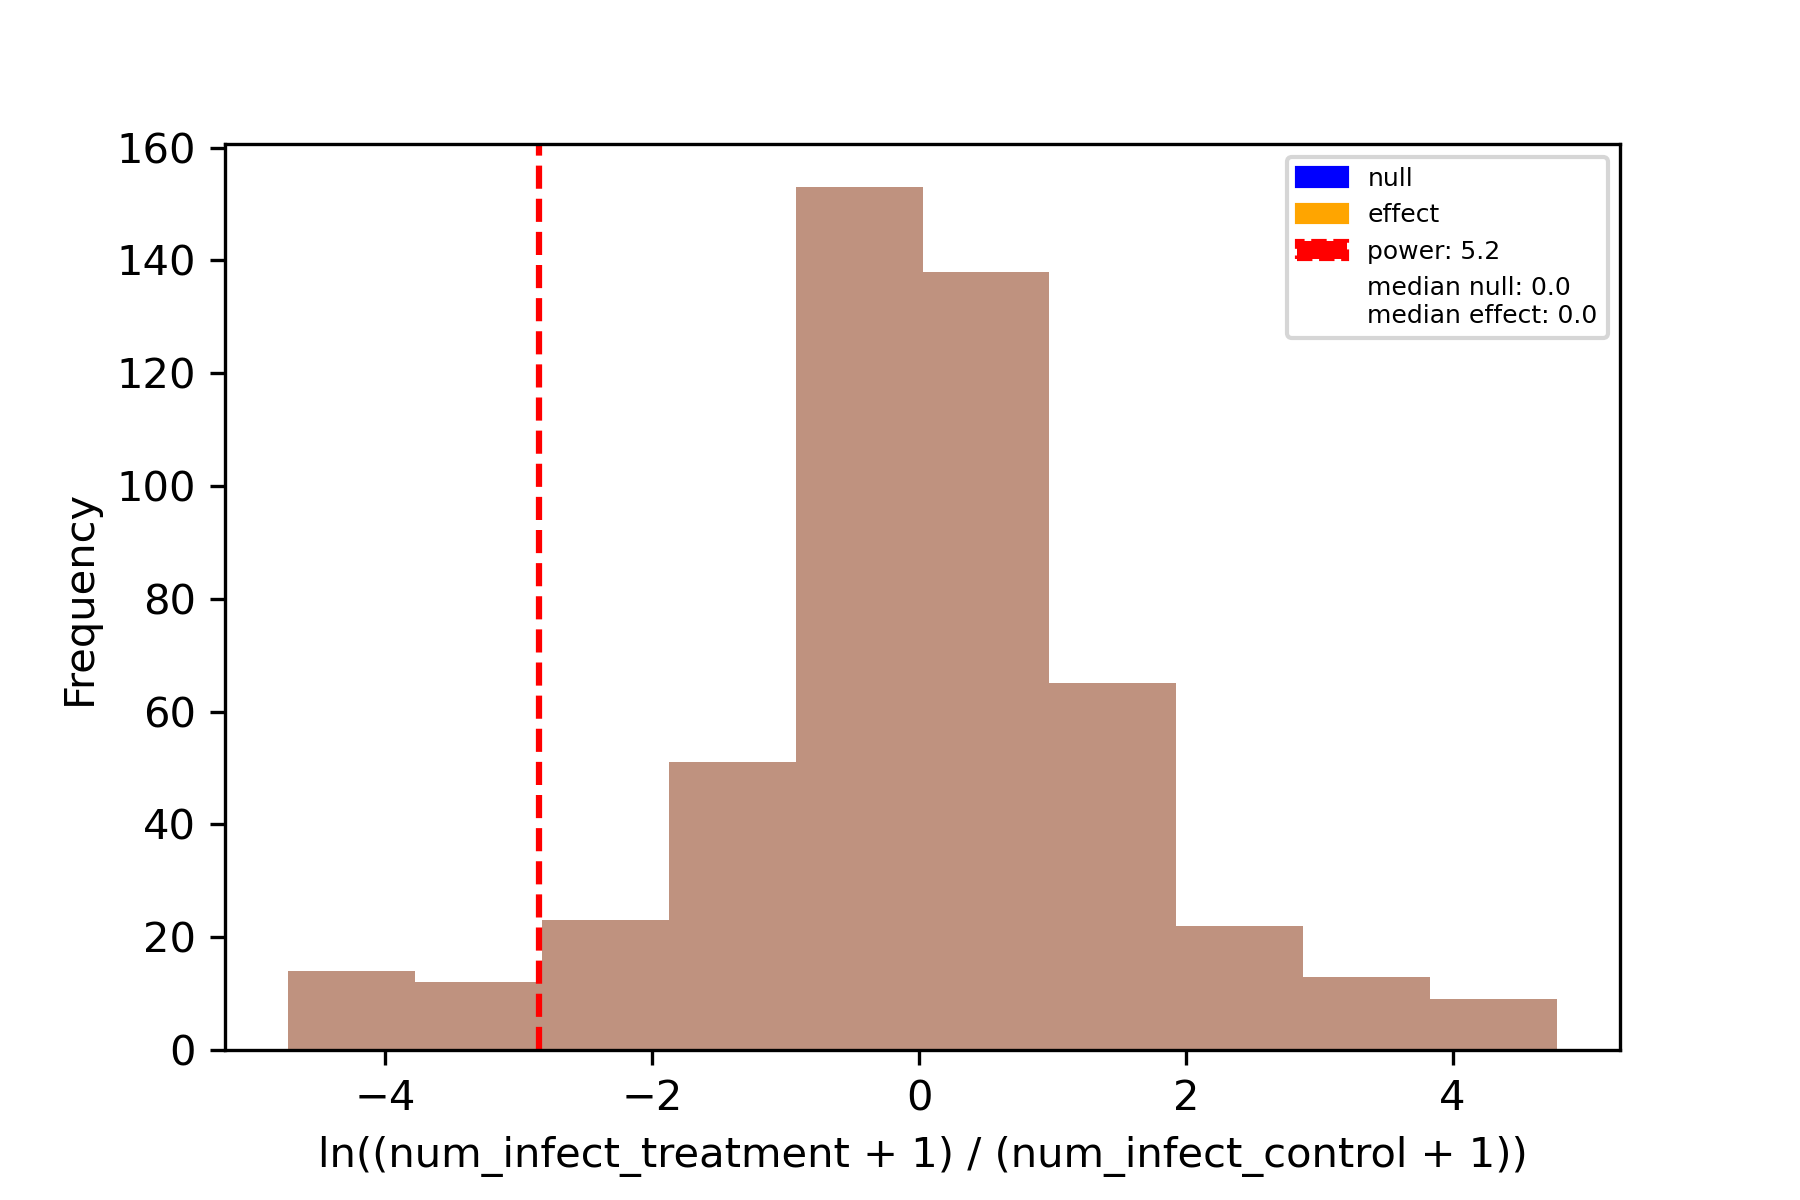 160
140
120
100
80
60
40
20
0
Frequency
null
effect
power: 5.2
median null: 0.0
median effect: 0.0
−4
−2
0
2
4
ln((num_infect_treatment + 1) / (num_infect_control + 1))